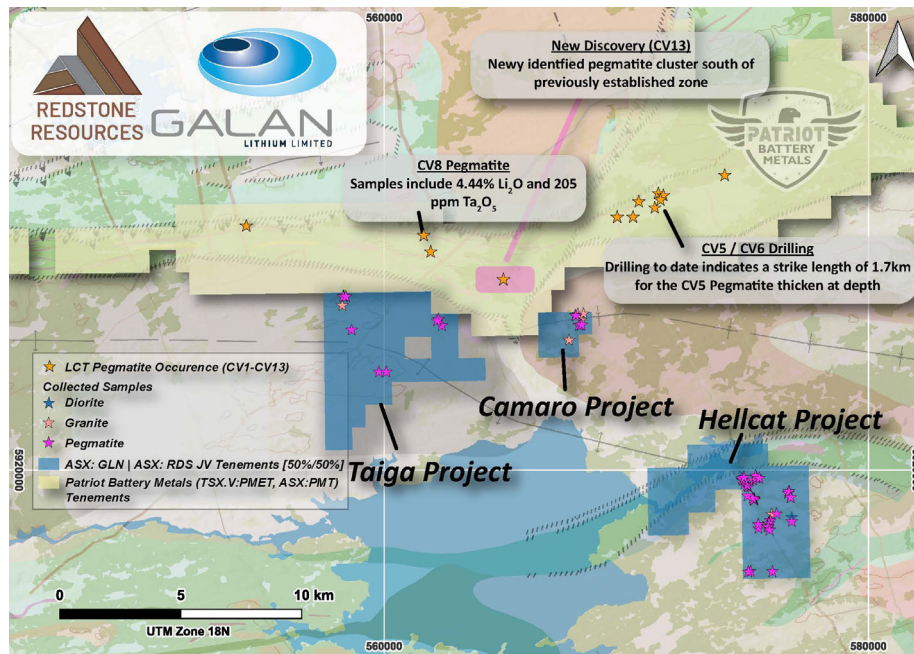 560000
580000
REDSTONE
RESOURCES
GALAN
LITHIUM LIMITED
New Discovery (CV13)
Newly identfied pegmatite cluster south of
previously established zone
PATRIOT
BATTERY
METALS
CV8 Pegmatite
Samples include 4.44% Li₂O and 205
ppm Ta₂O₅
CV5 / CV6 Drilling
Drilling to date indicates a strike length of 1.7km
for the CV5 Pegmatite thicken at depth
LCT Pegmatite Occurence (CV1-CV13)
Collected Samples
Diorite
Granite
Pegmatite
ASX: GLN | ASX: RDS JV Tenements [50%/50%]
Patriot Battery Metals (TSX.V:PMET, ASX:PMT)
Tenements
Camaro Project
Hellcat Project
Taiga Project
5920000
0 5 10 km
UTM Zone 18N
560000
580000